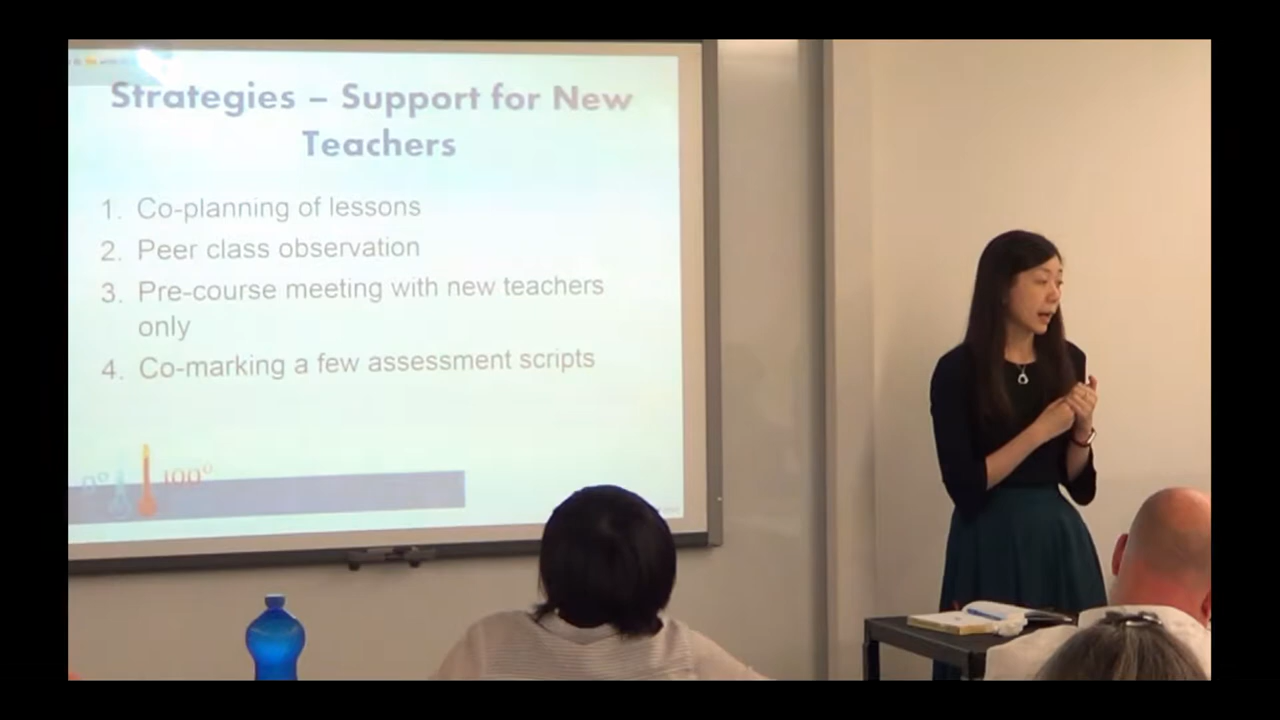 Strategies – Support for New
Teachers
1. Co-planning of lessons
2. Peer class observation
3. Pre-course meeting with new teachers
only
4. Co-marking a few assessment scripts
0° 100°